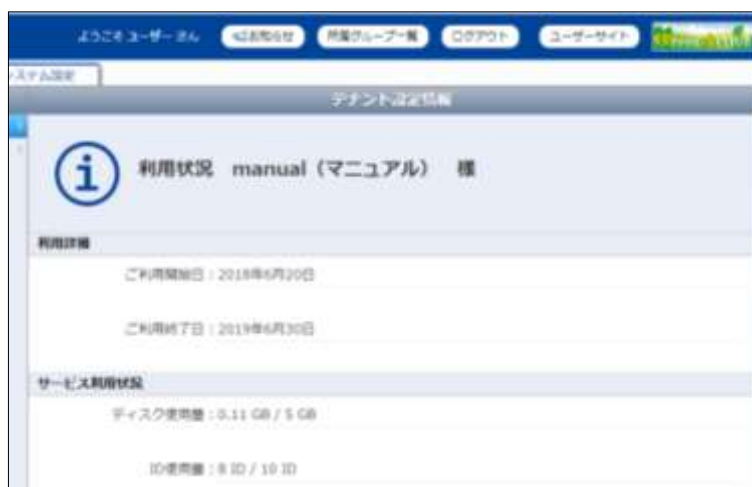 ようこそ ユーザー さん お知らせ 所属グループ一覧 ログアウト ユーザーサイト
システム設定
テナント設定情報
利用状況 manual(マニュアル) 様
利用詳細
ご利用開始日:2018年6月20日
ご利用終了日:2019年6月30日
サービス利用状況
ディスク使用量:0.11 GB / 5 GB
ID使用量:8 ID / 10 ID